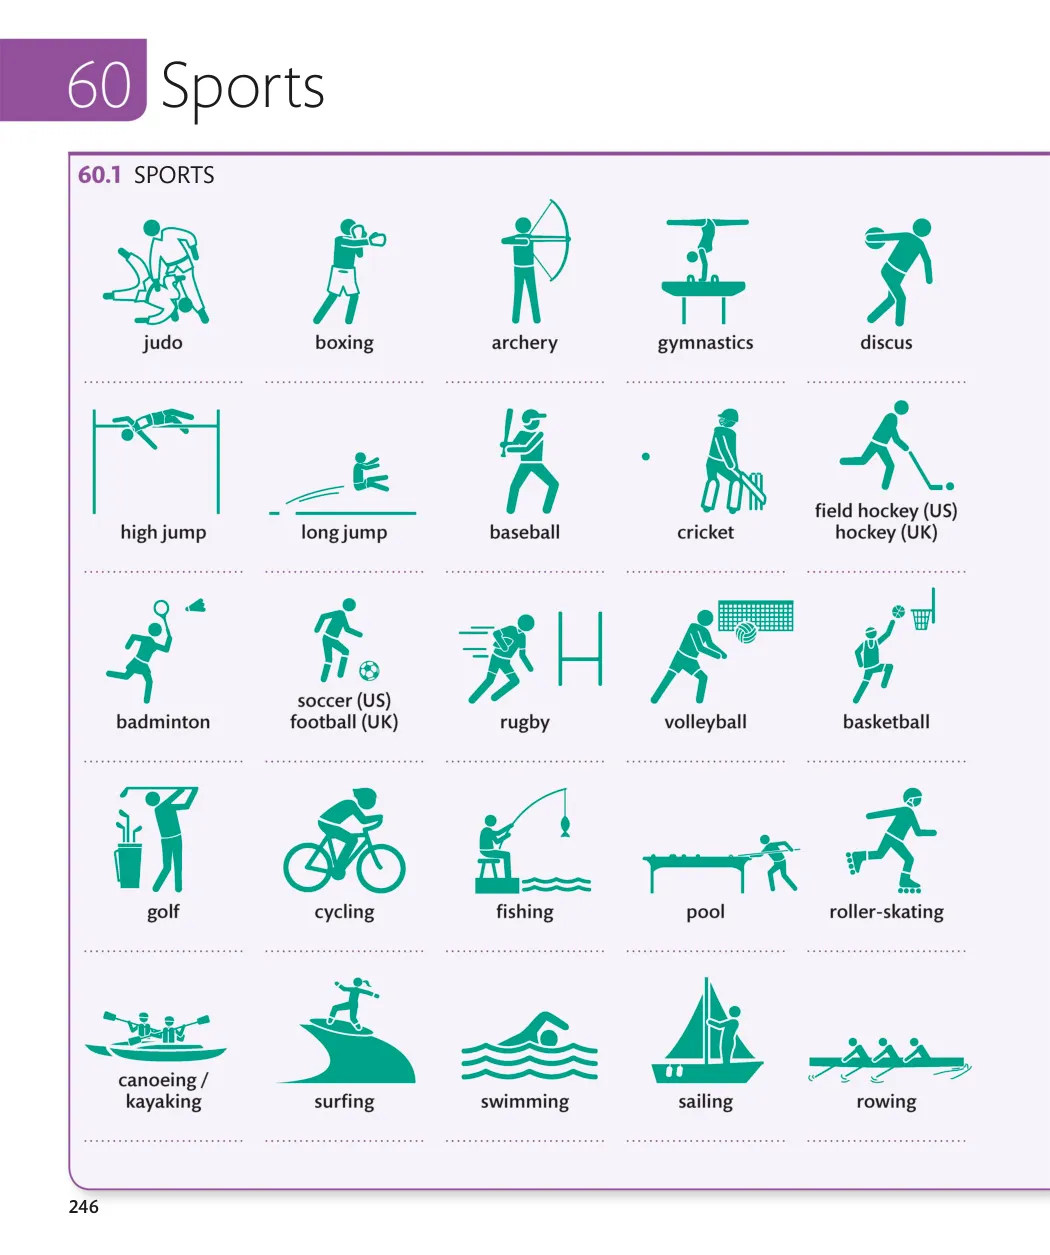 60 Sports
60.1 SPORTS
judo
boxing
archery
gymnastics
discus
high jump
long jump
baseball
cricket
field hockey (US)
hockey (UK)
badminton
soccer (US)
football (UK)
rugby
volleyball
basketball
golf
cycling
fishing
pool
roller-skating
canoeing /
kayaking
surfing
swimming
sailing
rowing
246